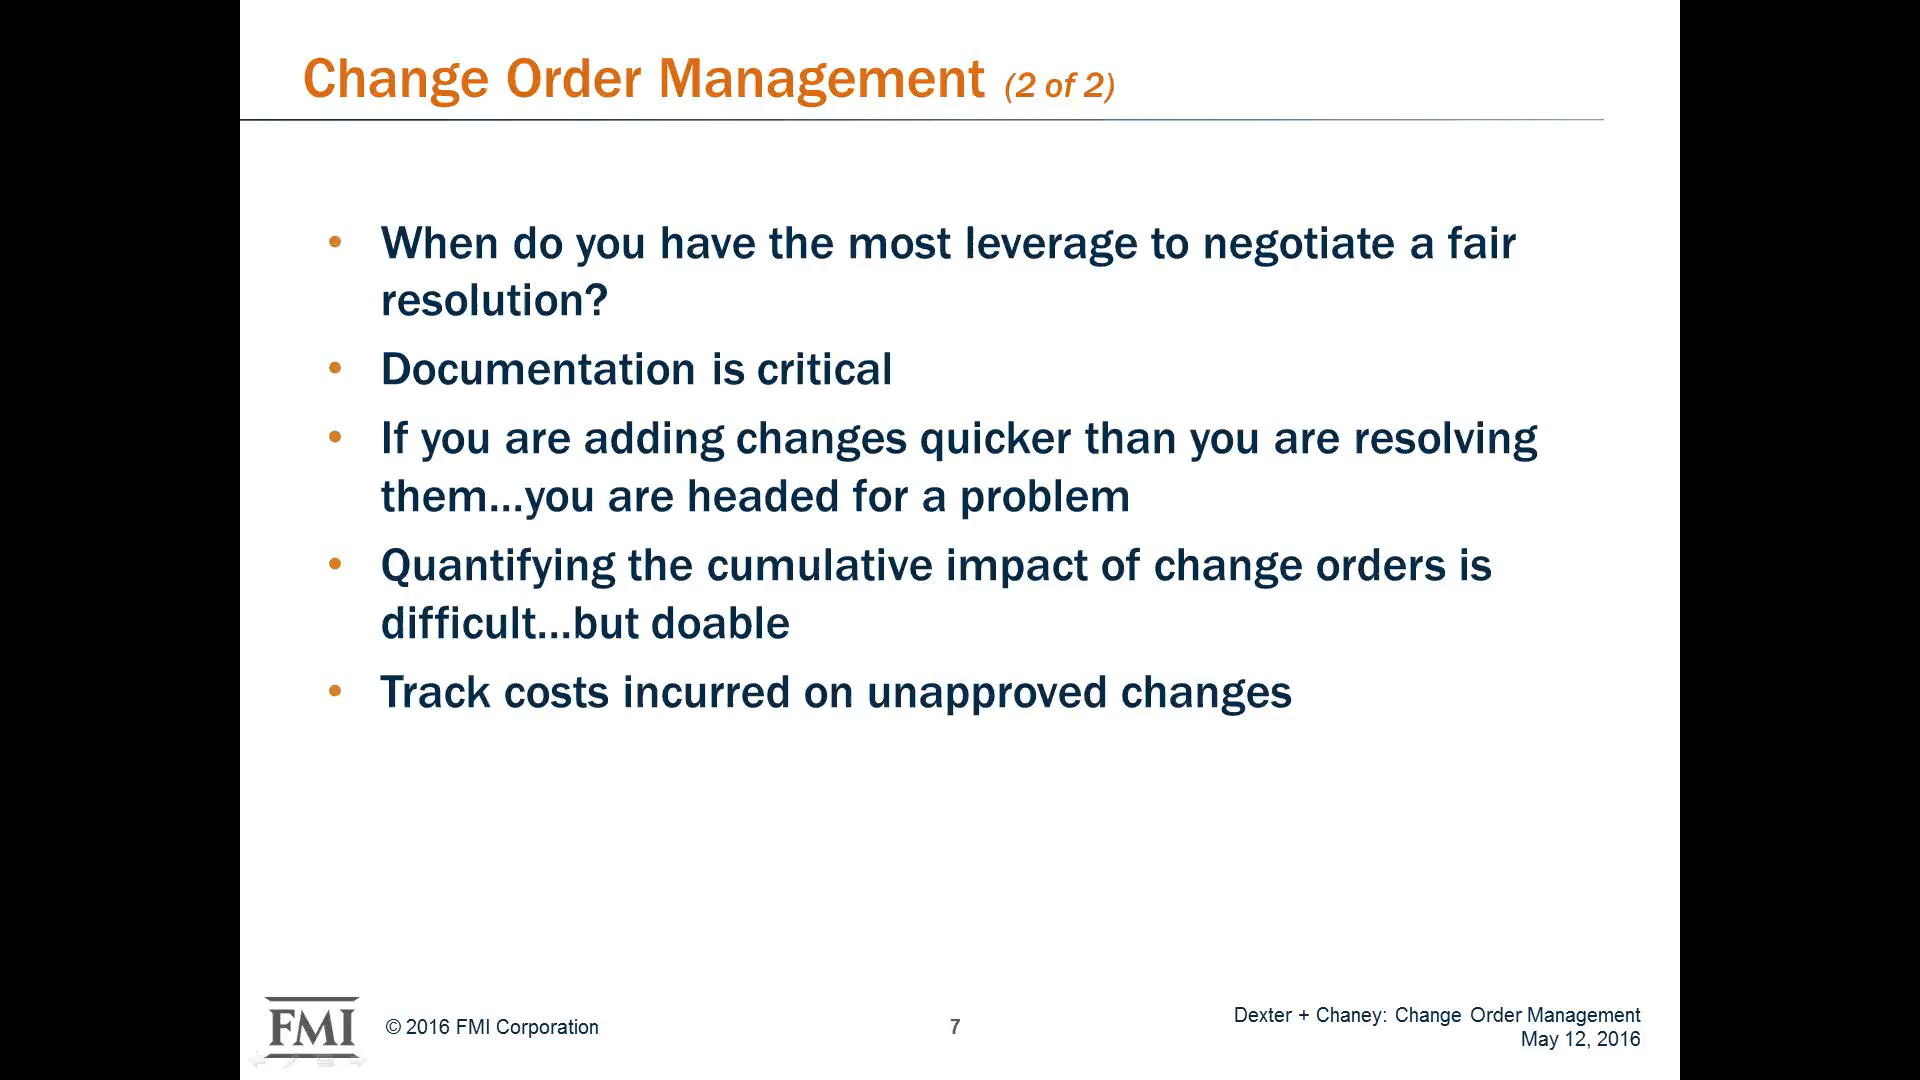 Change Order Management (2 of 2)
• When do you have the most leverage to negotiate a fair
resolution?
• Documentation is critical
• If you are adding changes quicker than you are resolving
them...you are headed for a problem
• Quantifying the cumulative impact of change orders is
difficult...but doable
• Track costs incurred on unapproved changes
FMI
© 2016 FMI Corporation
7
Dexter + Chaney: Change Order Management
May 12, 2016